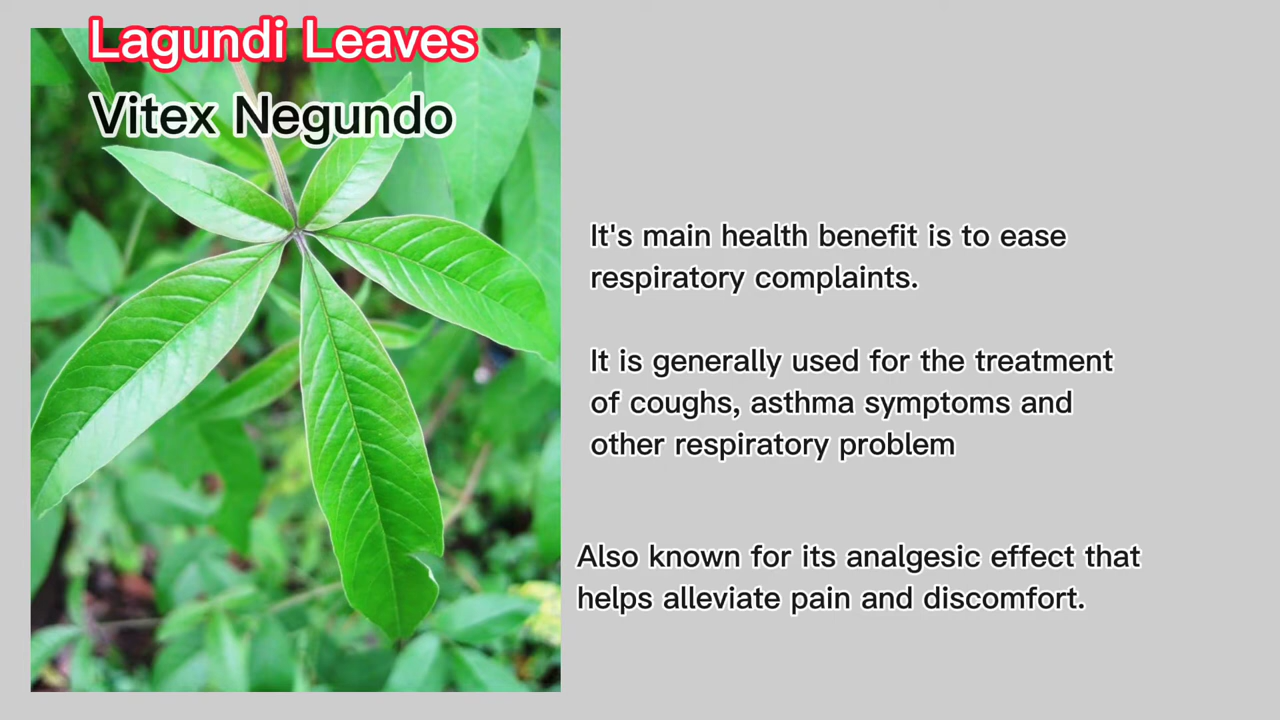 Lagundi Leaves
Vitex Negundo
It's main health benefit is to ease
respiratory complaints.
It is generally used for the treatment
of coughs, asthma symptoms and
other respiratory problem
Also known for its analgesic effect that
helps alleviate pain and discomfort.